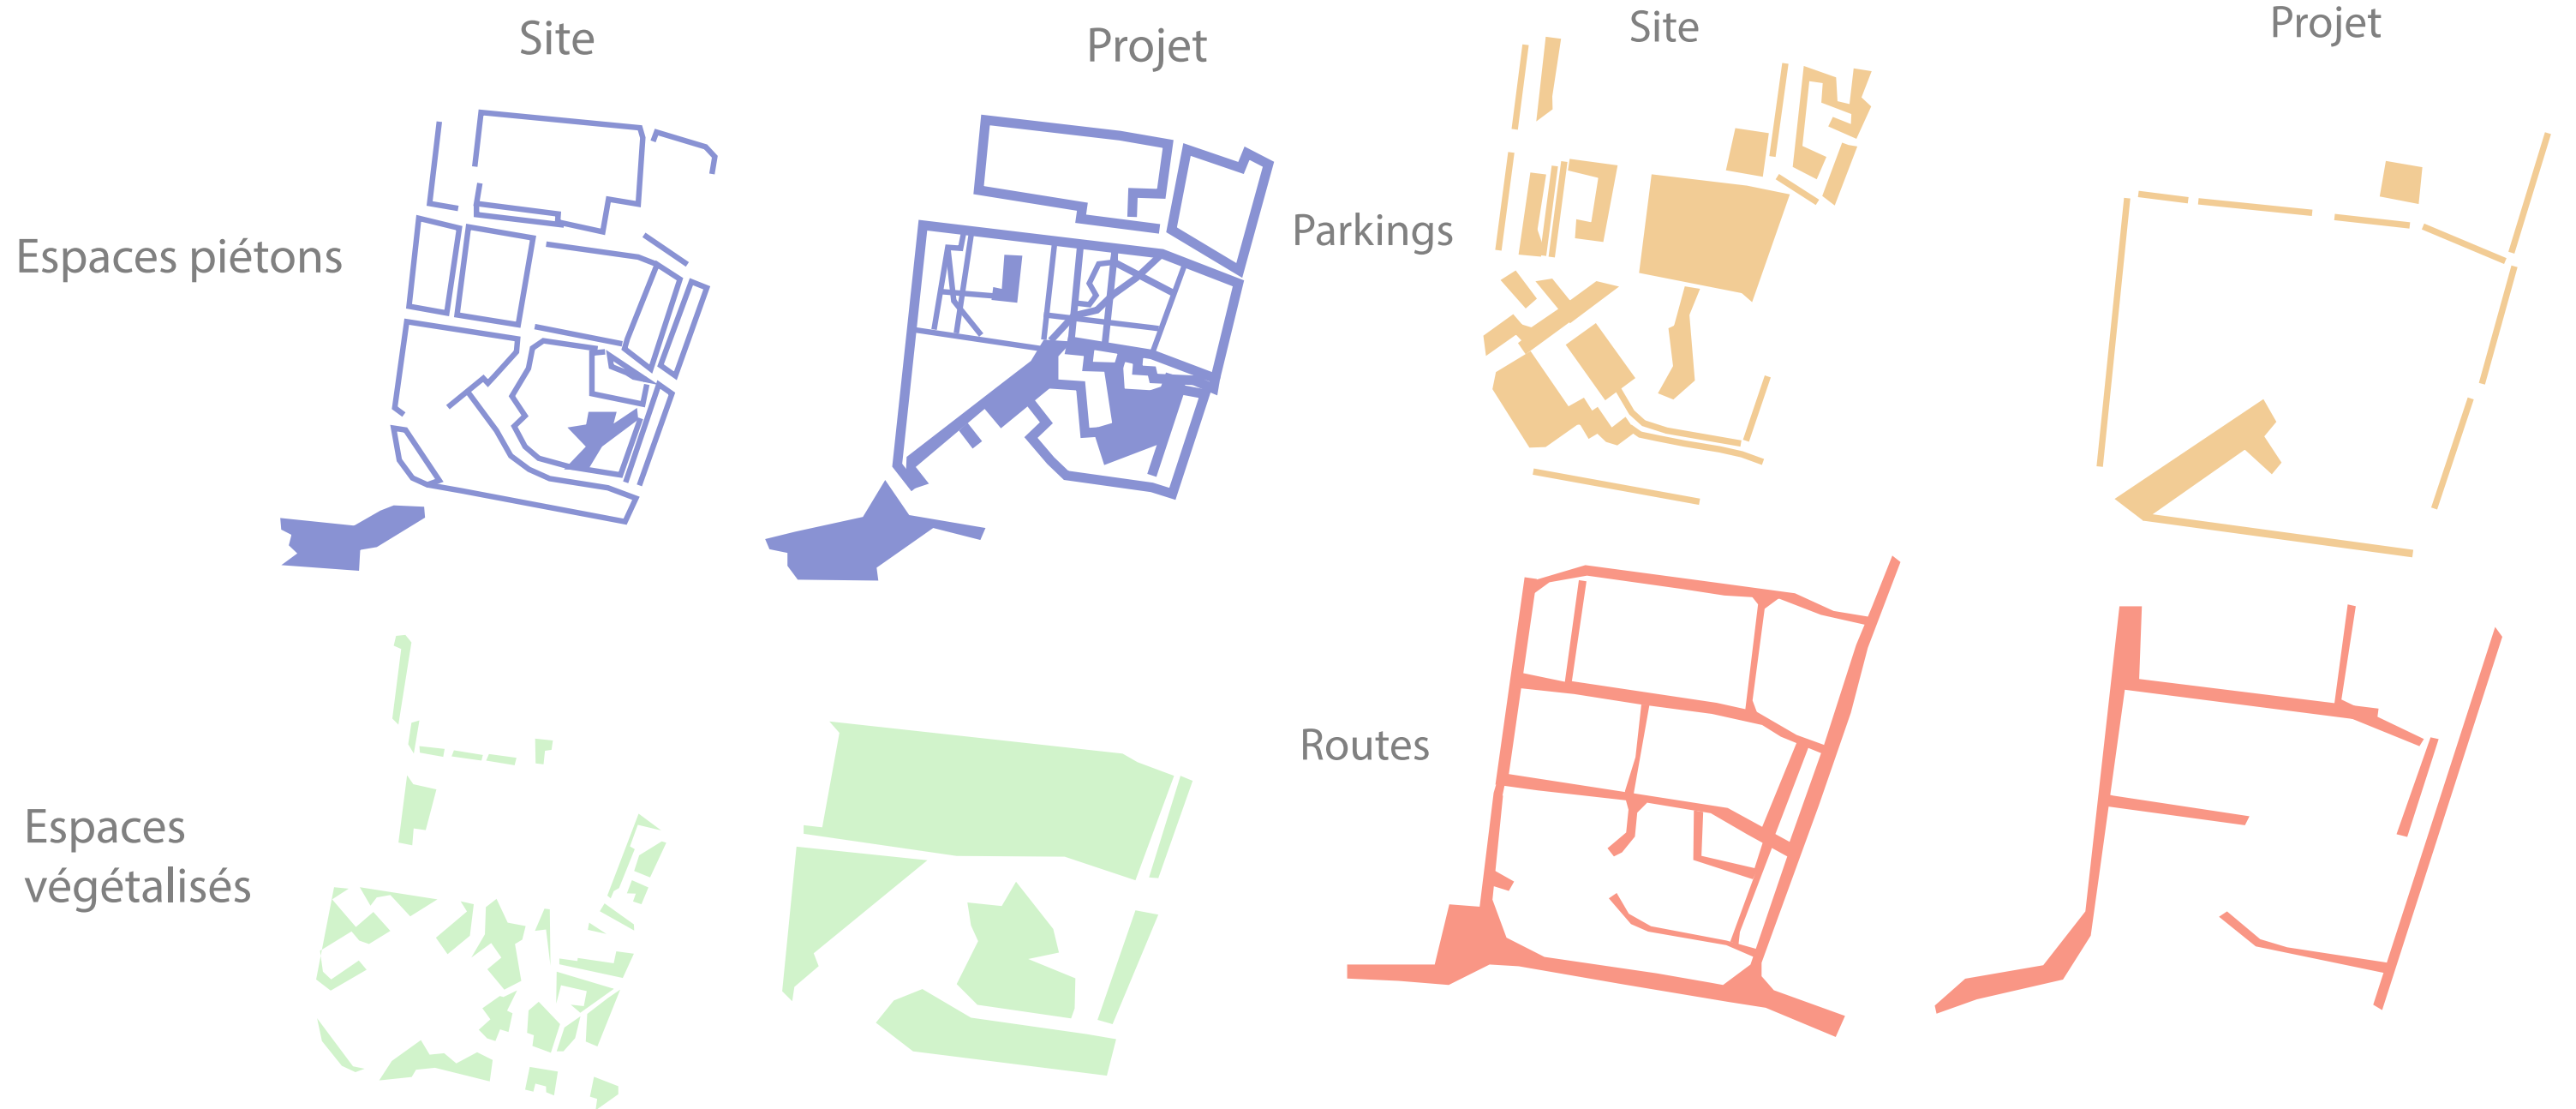 Site
Projet
Site
Projet
Espaces piétons
Parkings
Espaces
végétalisés
Routes